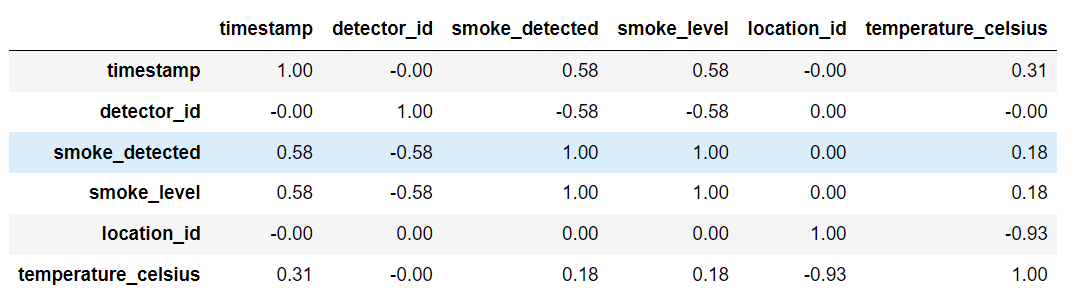 timestamp detector_id smoke_detected smoke_level location_id temperature_celsius
timestamp 1.00 -0.00 0.58 0.58 -0.00 0.31
detector_id -0.00 1.00 -0.58 -0.58 0.00 -0.00
smoke_detected 0.58 -0.58 1.00 1.00 0.00 0.18
smoke_level 0.58 -0.58 1.00 1.00 0.00 0.18
location_id -0.00 0.00 0.00 0.00 1.00 -0.93
temperature_celsius 0.31 -0.00 0.18 0.18 -0.93 1.00